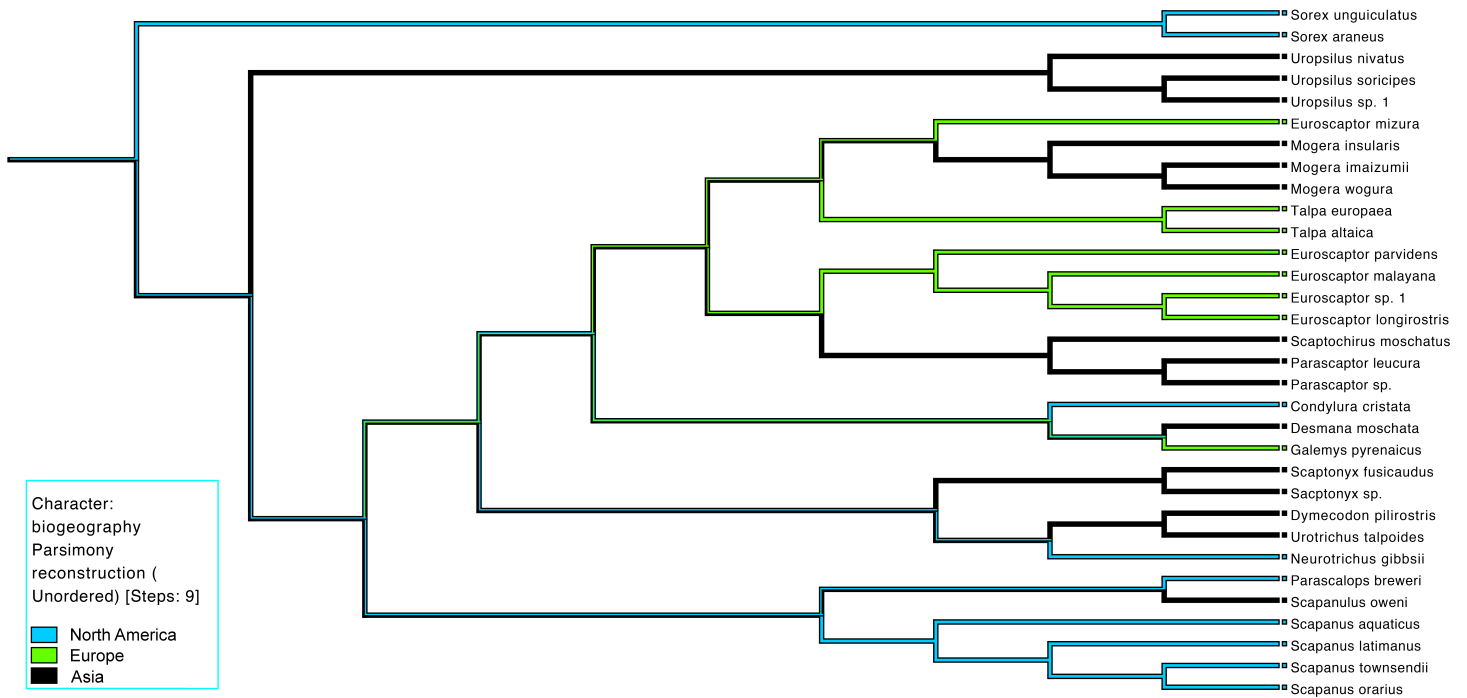 Sorex unguiculatus
Sorex araneus
Uropsilus nivatus
Uropsilus soricipes
Uropsilus sp. 1
Euroscaptor mizura
Mogera insularis
Mogera imaizumii
Mogera wogura
Talpa europaea
Talpa altaica
Euroscaptor parvidens
Euroscaptor malayana
Euroscaptor sp. 1
Euroscaptor longirostris
Scaptochirus moschatus
Parascaptor leucura
Parascaptor sp.
Condylura cristata
Desmana moschata
Galemys pyrenaicus
Scaptonyx fusicaudus
Sacptonyx sp.
Dymecodon pilirostris
Urotrichus talpoides
Neurotrichus gibbsii
Parascalops breweri
Scapanulus oweni
Scapanus aquaticus
Scapanus latimanus
Scapanus townsendii
Scapanus orarius
Character:
biogeography
Parsimony
reconstruction (
Unordered) [Steps: 9]
North America
Europe
Asia